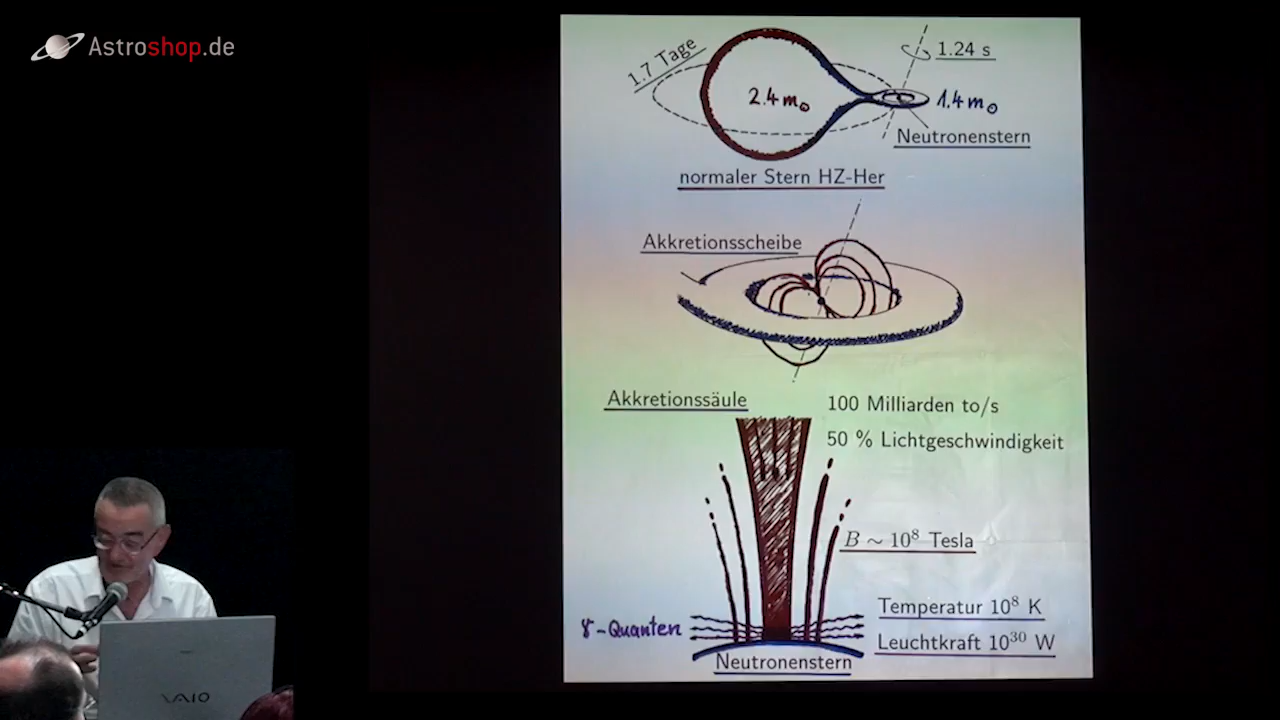 Astroshop.de
1.7 Tage
1.24 s
2.4 m⊙
1.4 m⊙
Neutronenstern
normaler Stern HZ-Her
Akkretionsscheibe
Akkretionssäule
100 Milliarden to/s
50 % Lichtgeschwindigkeit
B ∼ 10⁸ Tesla
Temperatur 10⁸ K
γ-Quanten
Leuchtkraft 10³⁰ W
Neutronenstern
VAIO